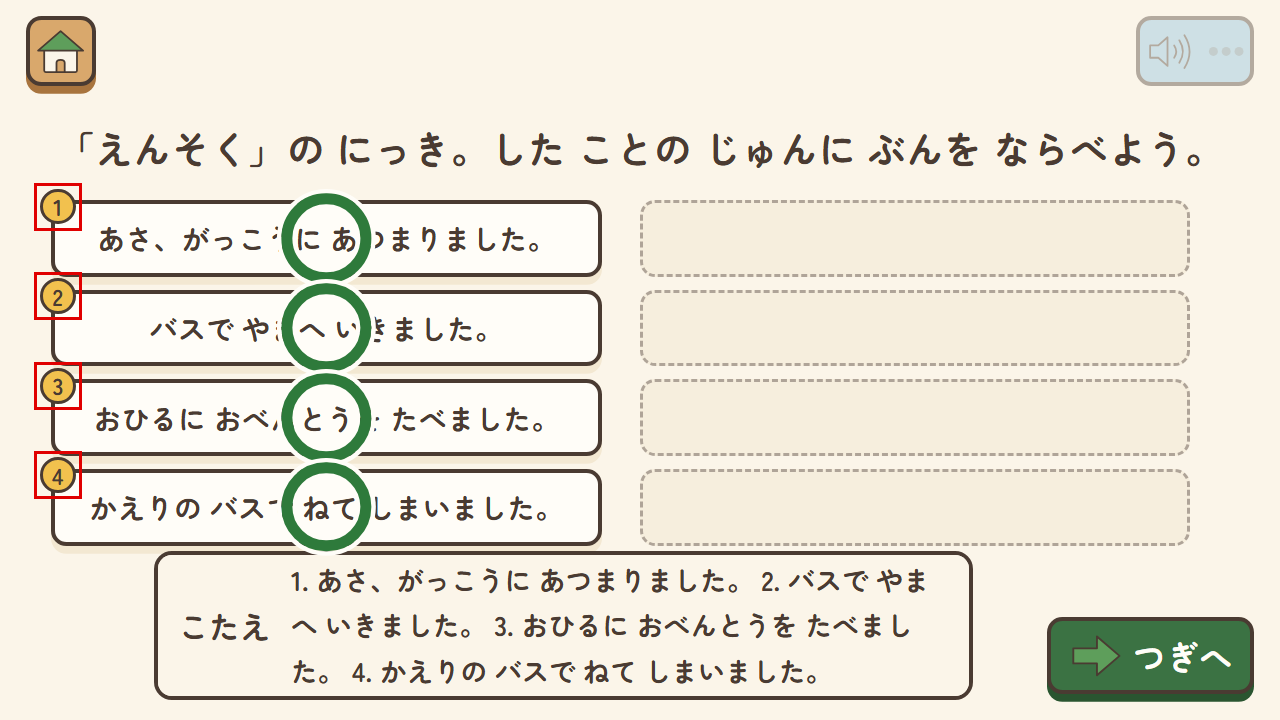 「えんそく」の にっき。した ことの じゅんに ぶんを ならべよう。
1
あさ、がっこうに あつまりました。
2
バスで やまへ いきました。
3
おひるに おべんとうを たべました。
4
かえりの バスで ねて しまいました。
こたえ
1. あさ、がっこうに あつまりました。 2. バスで やま
へ いきました。 3. おひるに おべんとうを たべまし
た。 4. かえりの バスで ねて しまいました。
つぎへ